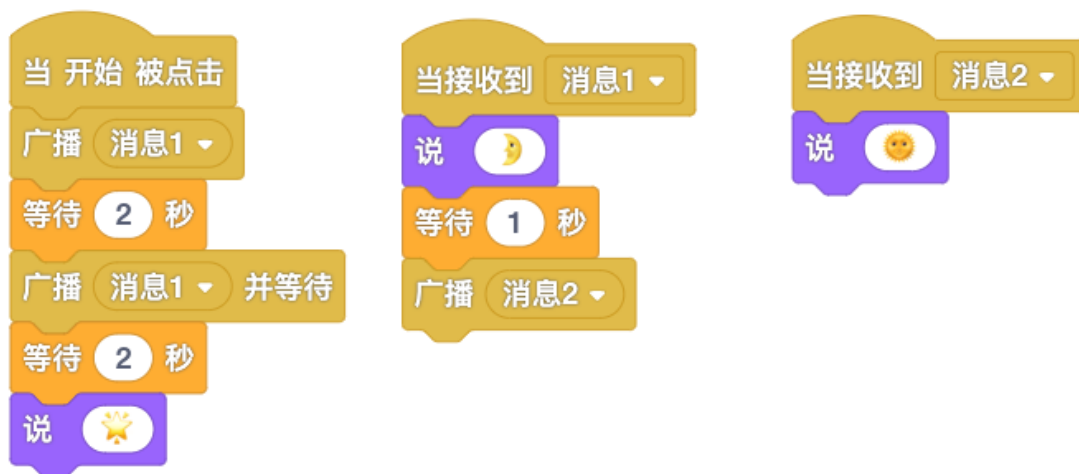 当 开始 被点击
广播 消息1
等待 2 秒
广播 消息1 并等待
等待 2 秒
说 🌟
当接收到 消息1
说 🌛
等待 1 秒
广播 消息2
当接收到 消息2
说 🌞